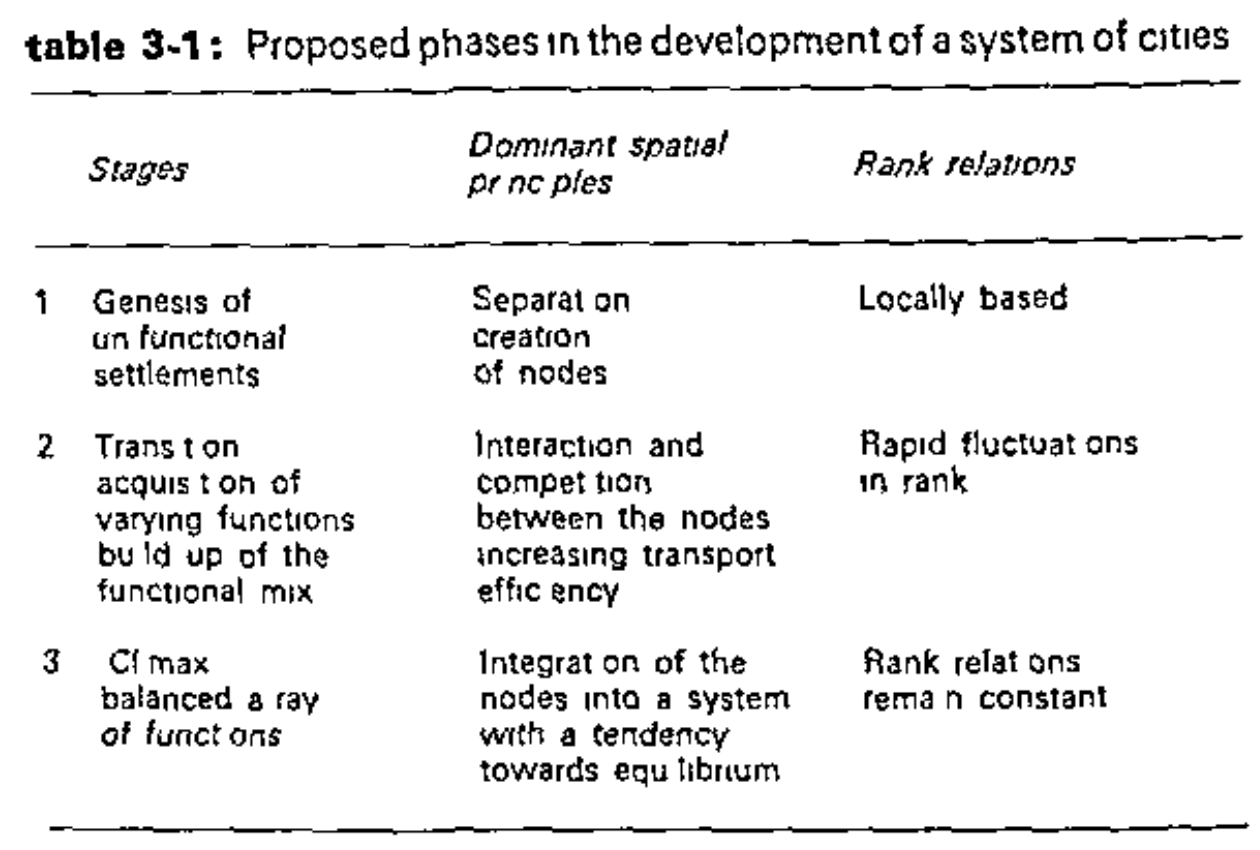 table 3-1: Proposed phases in the development of a system of cities
Stages
Dominant spatial
pr nc ples
Rank relations
1 Genesis of
un functional
settlements
Separat on
creation
of nodes
Locally based
2 Trans t on
acquis t on of
varying functions
bu ld up of the
functional mix
Interaction and
compet tion
between the nodes
increasing transport
effic ency
Rapid fluctuat ons
in rank
3 Cl max
balanced a ray
of funct ons
Integrat on of the
nodes into a system
with a tendency
towards equ librium
Rank relat ons
rema n constant